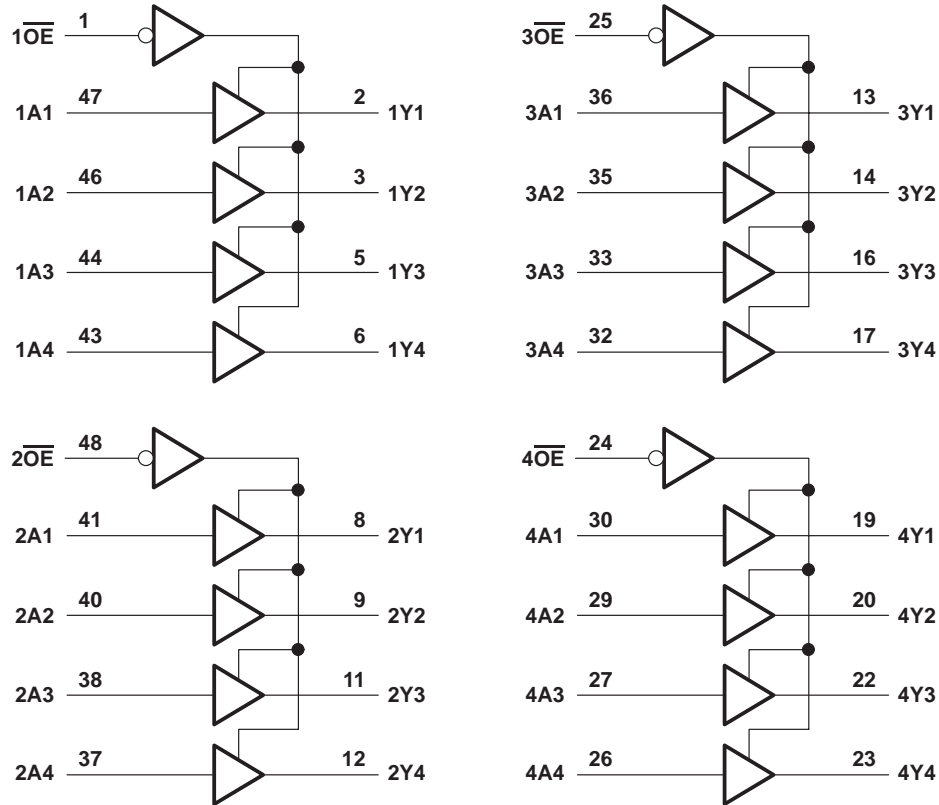 1OE 1
1A1 47 2 1Y1
1A2 46 3 1Y2
1A3 44 5 1Y3
1A4 43 6 1Y4
3OE 25
3A1 36 13 3Y1
3A2 35 14 3Y2
3A3 33 16 3Y3
3A4 32 17 3Y4
2OE 48
2A1 41 8 2Y1
2A2 40 9 2Y2
2A3 38 11 2Y3
2A4 37 12 2Y4
4OE 24
4A1 30 19 4Y1
4A2 29 20 4Y2
4A3 27 22 4Y3
4A4 26 23 4Y4